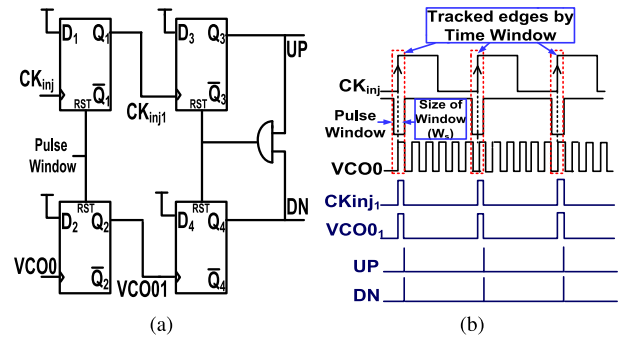 D1 Q1
CKinj
Q̅1
RST
CKinj1
D3 Q3
Q̅3
RST
UP
Pulse
Window
RST
D2 Q2
VCO0
Q̅2
VCO01
RST
D4 Q4
Q̅4
DN
(a)
Tracked edges by
Time Window
CKinj
Pulse
Window
Size of
Window
(Ws)
VCO0
CKinj1
VCO01
UP
DN
(b)